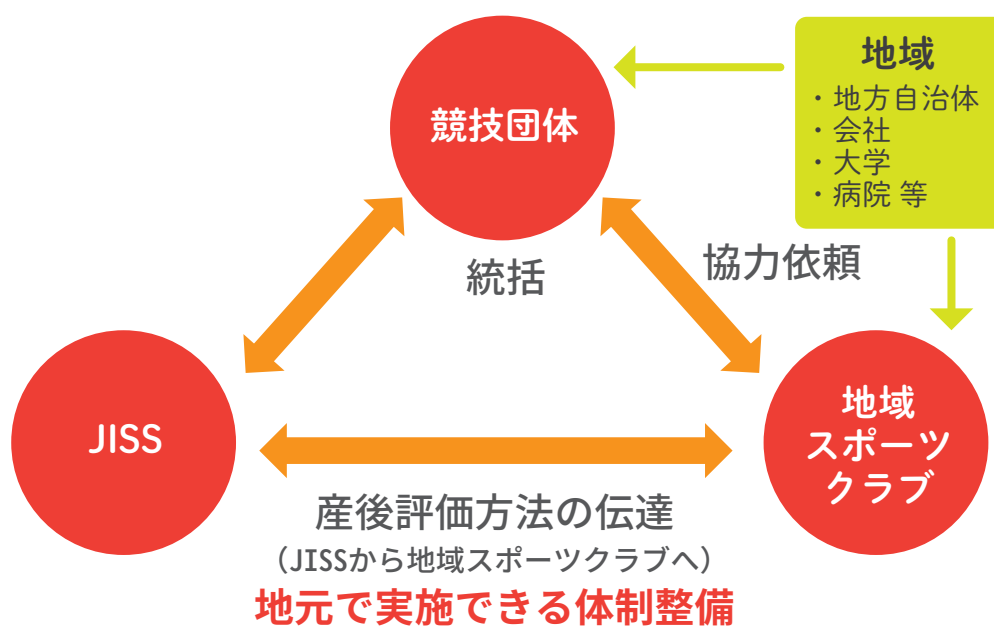 競技団体
地域
・地方自治体
・会社
・大学
・病院 等
統括
協力依頼
JISS
地域
スポーツ
クラブ
産後評価方法の伝達
（JISSから地域スポーツクラブへ）
地元で実施できる体制整備